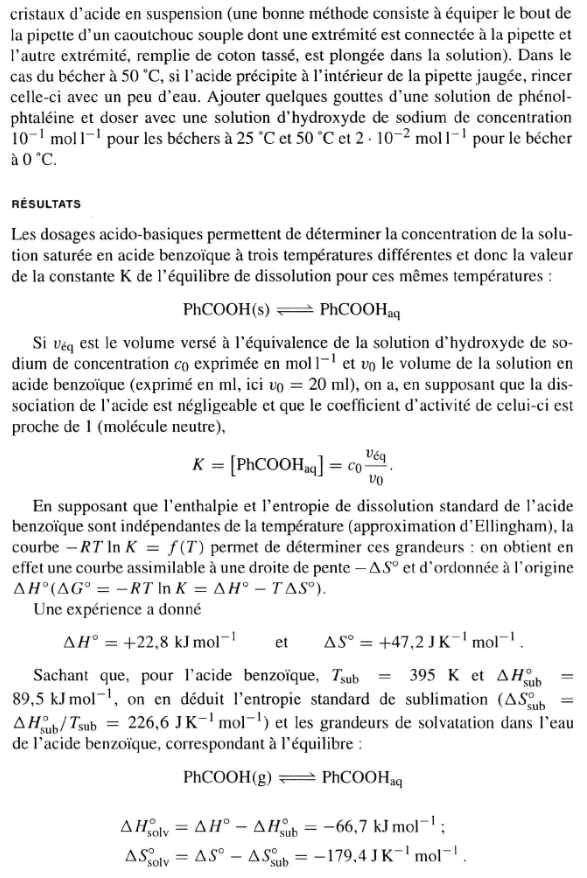 cristaux d'acide en suspension (une bonne méthode consiste à équiper le bout de
la pipette d'un caoutchouc souple dont une extrémité est connectée à la pipette et
l'autre extrémité, remplie de coton tassé, est plongée dans la solution). Dans le
cas du bécher à 50 °C, si l'acide précipite à l'intérieur de la pipette jaugée, rincer
celle-ci avec un peu d'eau. Ajouter quelques gouttes d'une solution de phénol-
phtaléine et doser avec une solution d'hydroxyde de sodium de concentration
10⁻¹ mol l⁻¹ pour les béchers à 25 °C et 50 °C et 2 · 10⁻² mol l⁻¹ pour le bécher
à 0 °C.
RÉSULTATS
Les dosages acido-basiques permettent de déterminer la concentration de la solu-
tion saturée en acide benzoïque à trois températures différentes et donc la valeur
de la constante K de l'équilibre de dissolution pour ces mêmes températures :
PhCOOH(s) ⇌ PhCOOH_aq
Si v_éq est le volume versé à l'équivalence de la solution d'hydroxyde de so-
dium de concentration c₀ exprimée en mol l⁻¹ et v₀ le volume de la solution en
acide benzoïque (exprimé en ml, ici v₀ = 20 ml), on a, en supposant que la dis-
sociation de l'acide est négligeable et que le coefficient d'activité de celui-ci est
proche de 1 (molécule neutre),
K = [PhCOOH_aq] = c₀ v_éq / v₀.
En supposant que l'enthalpie et l'entropie de dissolution standard de l'acide
benzoïque sont indépendantes de la température (approximation d'Ellingham), la
courbe −RT ln K = f(T) permet de déterminer ces grandeurs : on obtient en
effet une courbe assimilable à une droite de pente −ΔS° et d'ordonnée à l'origine
ΔH°(ΔG° = −RT ln K = ΔH° − TΔS°).
Une expérience a donné
ΔH° = +22,8 kJ mol⁻¹ et ΔS° = +47,2 J K⁻¹ mol⁻¹ .
Sachant que, pour l'acide benzoïque, T_sub = 395 K et ΔH°_sub =
89,5 kJ mol⁻¹, on en déduit l'entropie standard de sublimation (ΔS°_sub =
ΔH°_sub/T_sub = 226,6 J K⁻¹ mol⁻¹) et les grandeurs de solvatation dans l'eau
de l'acide benzoïque, correspondant à l'équilibre :
PhCOOH(g) ⇌ PhCOOH_aq
ΔH°_solv = ΔH° − ΔH°_sub = −66,7 kJ mol⁻¹ ;
ΔS°_solv = ΔS° − ΔS°_sub = −179,4 J K⁻¹ mol⁻¹ .